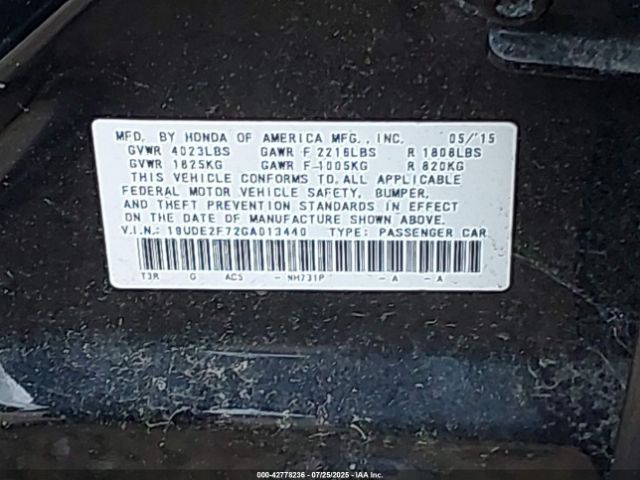 MFD. BY HONDA OF AMERICA MFG., INC. 05/'15
GVWR 4023LBS GAWR F 2216LBS R 1808LBS
GVWR 1825KG GAWR F 1005KG R 820KG
THIS VEHICLE CONFORMS TO ALL APPLICABLE
FEDERAL MOTOR VEHICLE SAFETY, BUMPER,
AND THEFT PREVENTION STANDARDS IN EFFECT
ON THE DATE OF MANUFACTURE SHOWN ABOVE.
V.I.N.: 19UDE2F72GA013440 TYPE: PASSENGER CAR
T3R G AC5 - NH731P - A - A
000-42778236 - 07/25/2025 - IAA Inc.